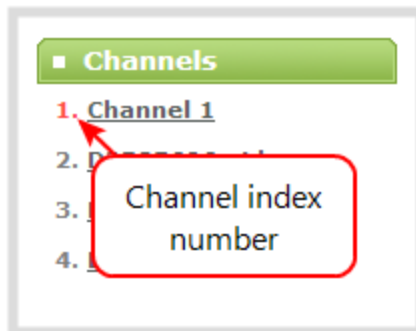 Channels
1. Channel 1
2.
3.
4.
Channel index
number